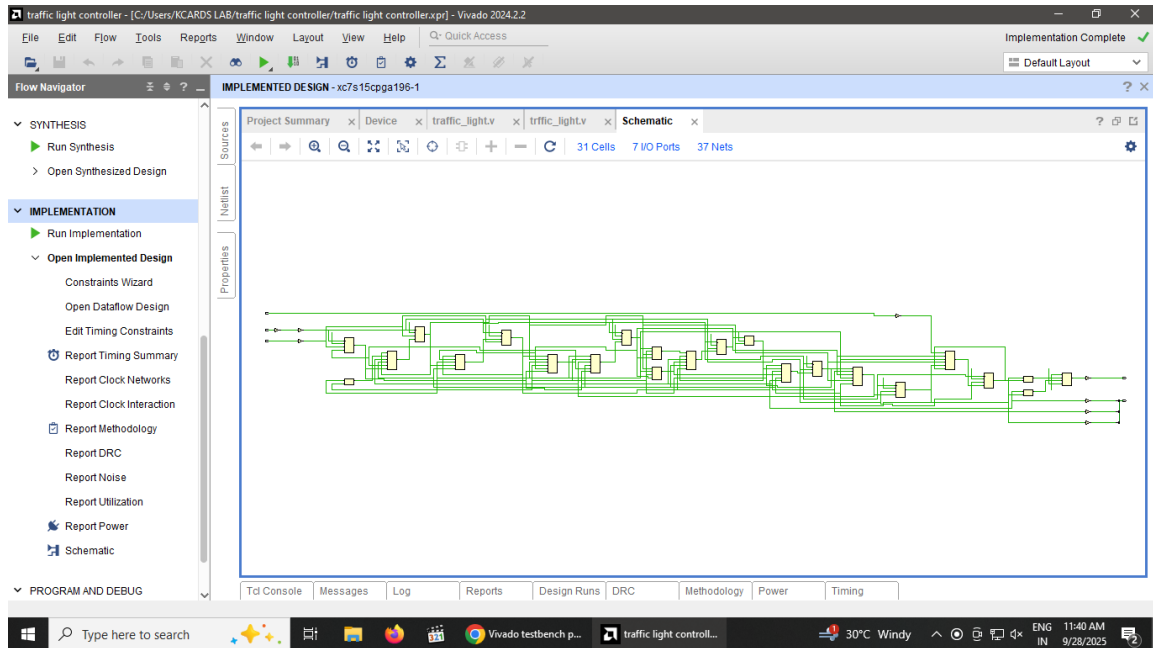 traffic light controller - [C:/Users/KCARDS LAB/traffic light controller/traffic light controller.xpr] - Vivado 2024.2.2
File Edit Flow Tools Reports Window Layout View Help Q- Quick Access
Implementation Complete
Default Layout
Flow Navigator
IMPLEMENTED DESIGN - xc7s15cpga196-1
SYNTHESIS
Run Synthesis
Open Synthesized Design
IMPLEMENTATION
Run Implementation
Open Implemented Design
Constraints Wizard
Open Dataflow Design
Edit Timing Constraints
Report Timing Summary
Report Clock Networks
Report Clock Interaction
Report Methodology
Report DRC
Report Noise
Report Utilization
Report Power
Schematic
PROGRAM AND DEBUG
Sources
Netlist
Properties
Project Summary Device traffic_light.v trffic_light.v Schematic
31 Cells 7 I/O Ports 37 Nets
Tcl Console Messages Log Reports Design Runs DRC Methodology Power Timing
Type here to search
321
Vivado testbench p...
traffic light controll...
30°C Windy
ENG
IN
11:40 AM
9/28/2025
2